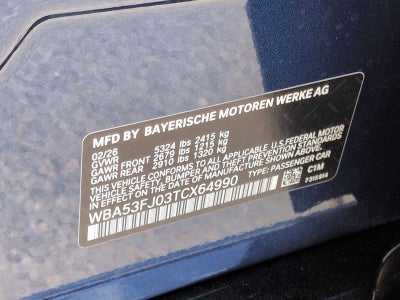 MFD BY BAYERISCHE MOTOREN WERKE AG
02/26 5324 lbs 2415 kg
GVWR
GAWR FRONT 2679 lbs 1215 kg
GAWR REAR 2910 lbs 1320 kg
THIS VEHICLE CONFORMS TO ALL APPLICABLE U.S. FEDERAL MOTOR
VEHICLE SAFETY, BUMPER, AND THEFT PREVENTION STANDARDS
IN EFFECT ON THE DATE OF MANUFACTURE SHOWN ABOVE.
WBA53FJ03TCX64990 TYPE: PASSENGER CAR
C1M